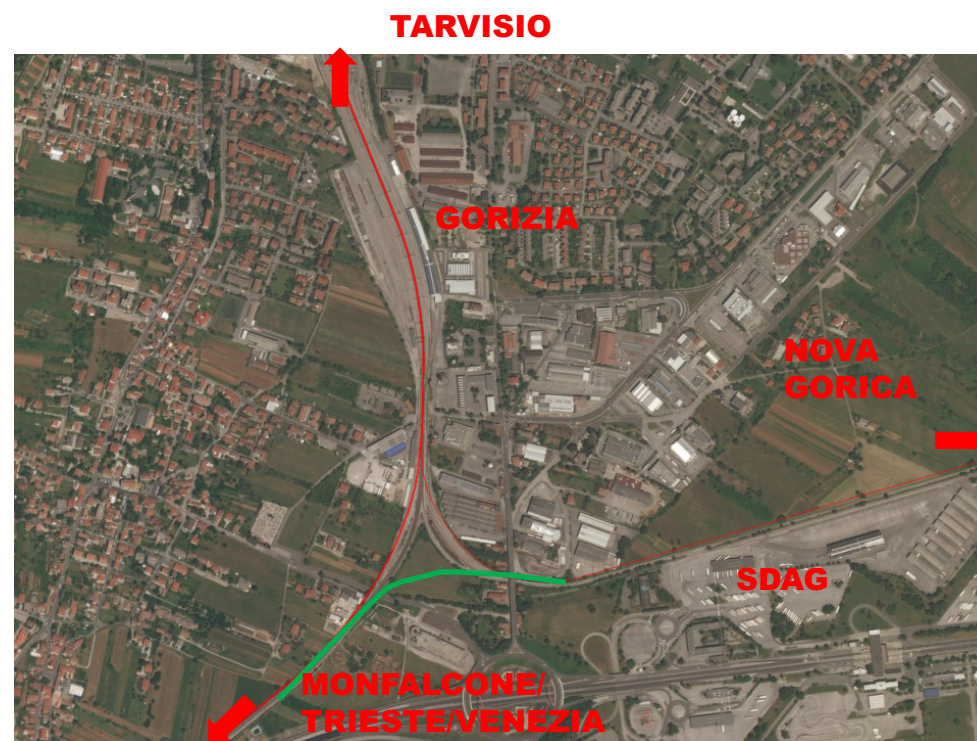 TARVISIO
GORIZIA
NOVA
GORICA
SDAG
MONFALCONE/
TRIESTE/VENEZIA